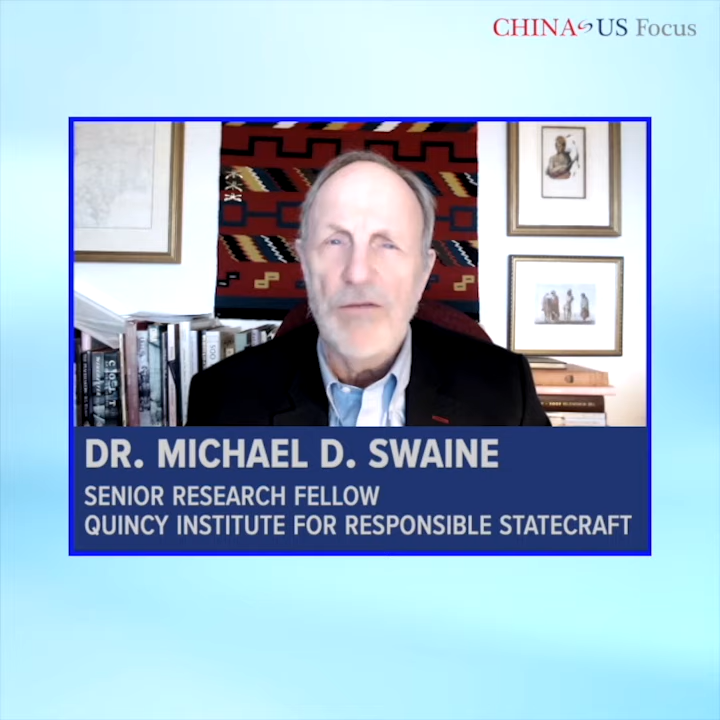 CHINA US Focus
DR. MICHAEL D. SWAINE
SENIOR RESEARCH FELLOW
QUINCY INSTITUTE FOR RESPONSIBLE STATECRAFT